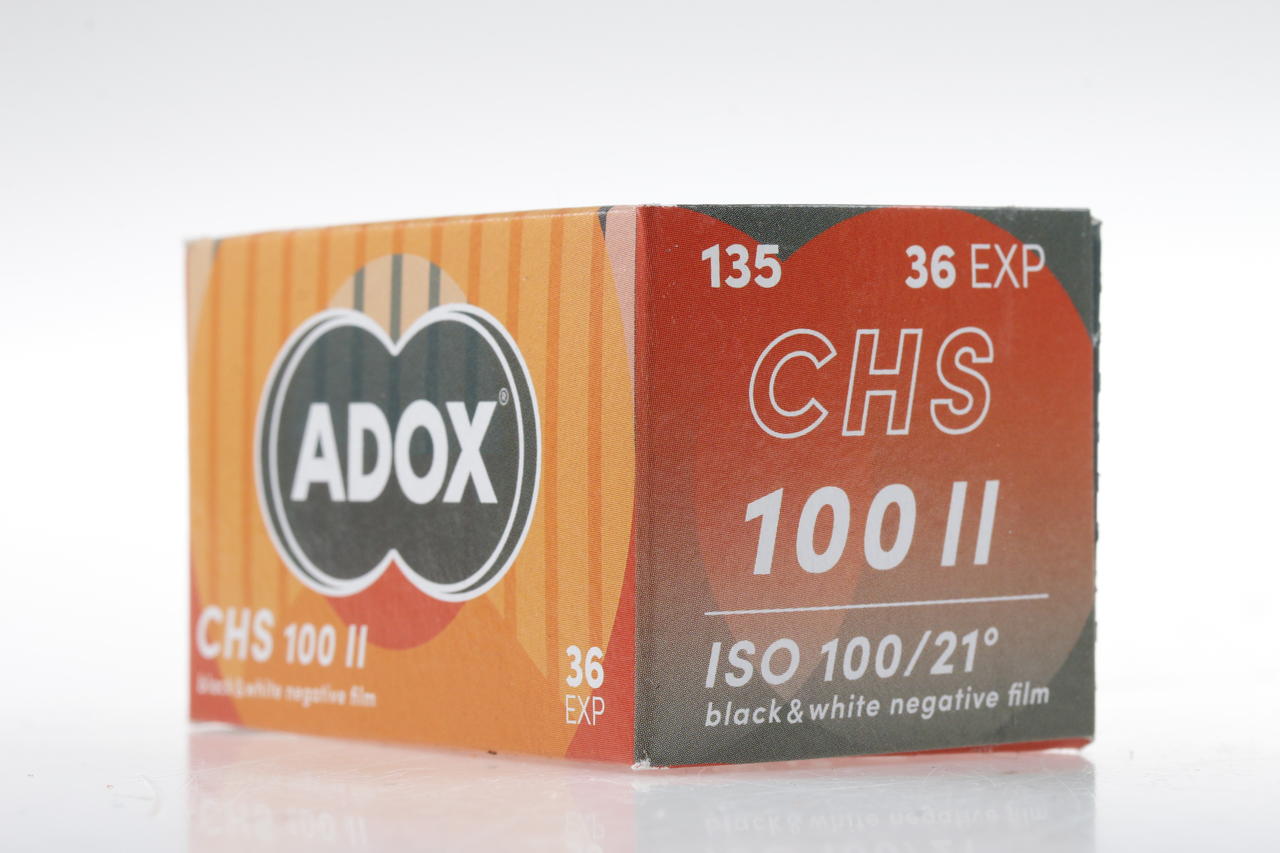 ADOX®
CHS 100 II
black & white negative film
36
EXP
135
36 EXP
CHS
100 II
ISO 100/21°
black & white negative film